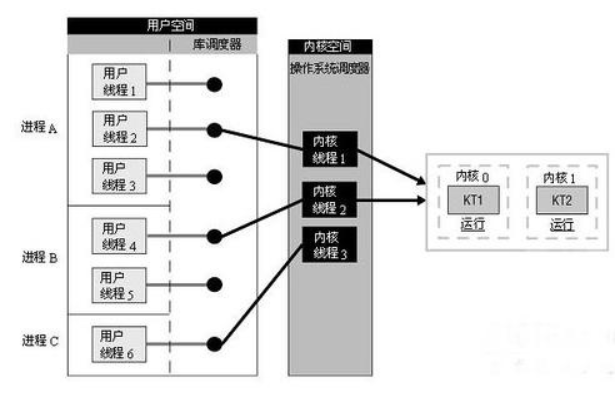 用户空间
库调度器
内核空间
操作系统调度器
进程 A
用户
线程 1
用户
线程 2
用户
线程 3
进程 B
用户
线程 4
用户
线程 5
进程 C
用户
线程 6
内核
线程 1
内核
线程 2
内核
线程 3
内核 0
KT1
运行
内核 1
KT2
运行